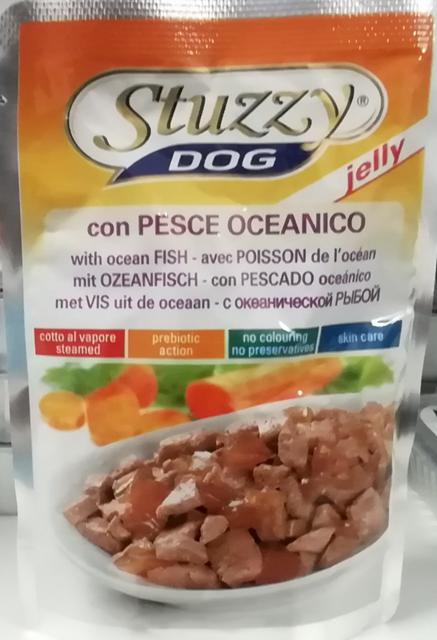 Stuzzy®
DOG
jelly
con PESCE OCEANICO
with ocean FISH - avec POISSON de l'océan
mit OZEANFISCH - con PESCADO oceánico
met VIS uit de oceaan - с океанической РЫБОЙ
cotto al vapore
steamed
prebiotic
action
no colouring
no preservatives
skin care